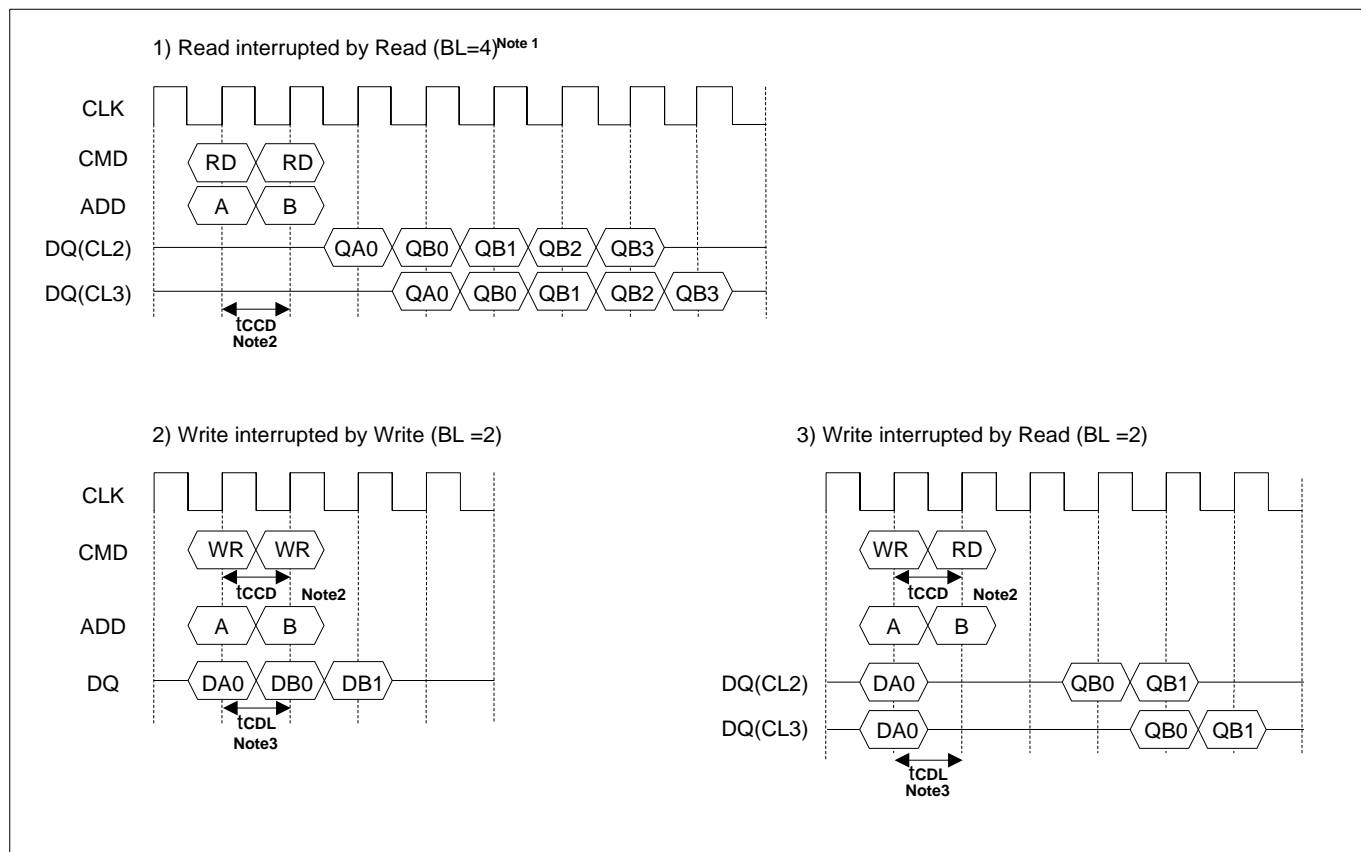 1) Read interrupted by Read (BL=4)Note 1
CLK
CMD RD RD
ADD A B
DQ(CL2) QA0 QB0 QB1 QB2 QB3
DQ(CL3) QA0 QB0 QB1 QB2 QB3
tCCD
Note2
2) Write interrupted by Write (BL =2)
CLK
CMD WR WR
tCCD Note2
ADD A B
DQ DA0 DB0 DB1
tCDL
Note3
3) Write interrupted by Read (BL =2)
WR RD
tCCD Note2
A B
DQ(CL2) DA0 QB0 QB1
DQ(CL3) DA0 QB0 QB1
tCDL
Note3